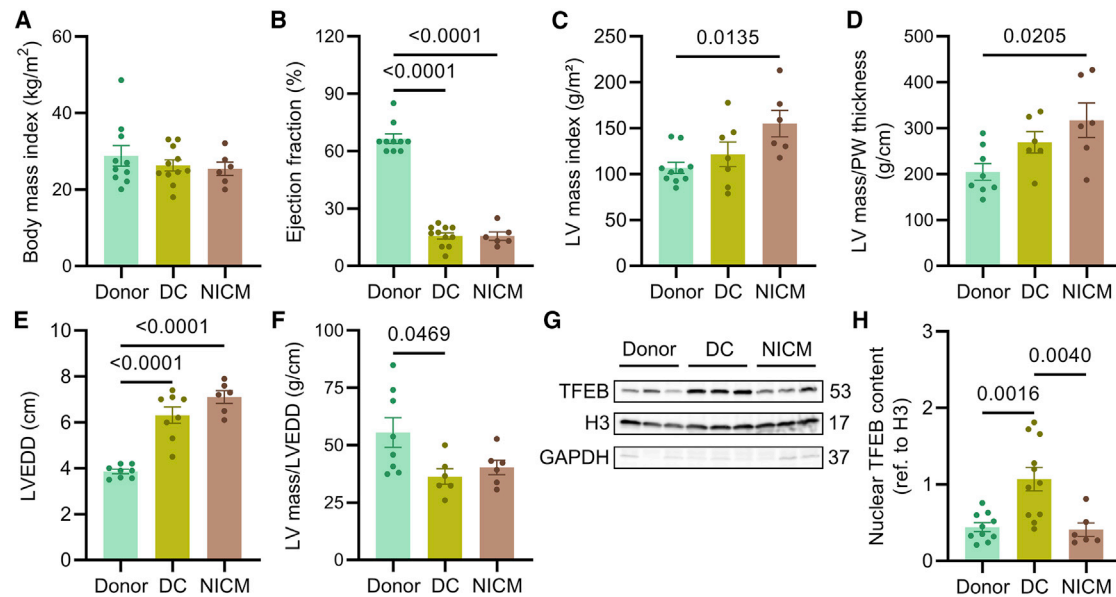 A
Body mass index (kg/m²)
60
40
20
0
Donor DC NICM
B
Ejection fraction (%)
120
90
60
30
0
<0.0001
<0.0001
Donor DC NICM
C
LV mass index (g/m²)
250
200
150
100
50
0
0.0135
Donor DC NICM
D
LV mass/PW thickness
(g/cm)
500
400
300
200
100
0
0.0205
Donor DC NICM
E
LVEDD (cm)
10
8
6
4
2
0
<0.0001
<0.0001
Donor DC NICM
F
LV mass/LVEDD (g/cm)
100
75
50
25
0
0.0469
Donor DC NICM
G
Donor DC NICM
TFEB 53
H3 17
GAPDH 37
H
Nuclear TFEB content
(ref. to H3)
3
2
1
0
0.0040
0.0016
Donor DC NICM